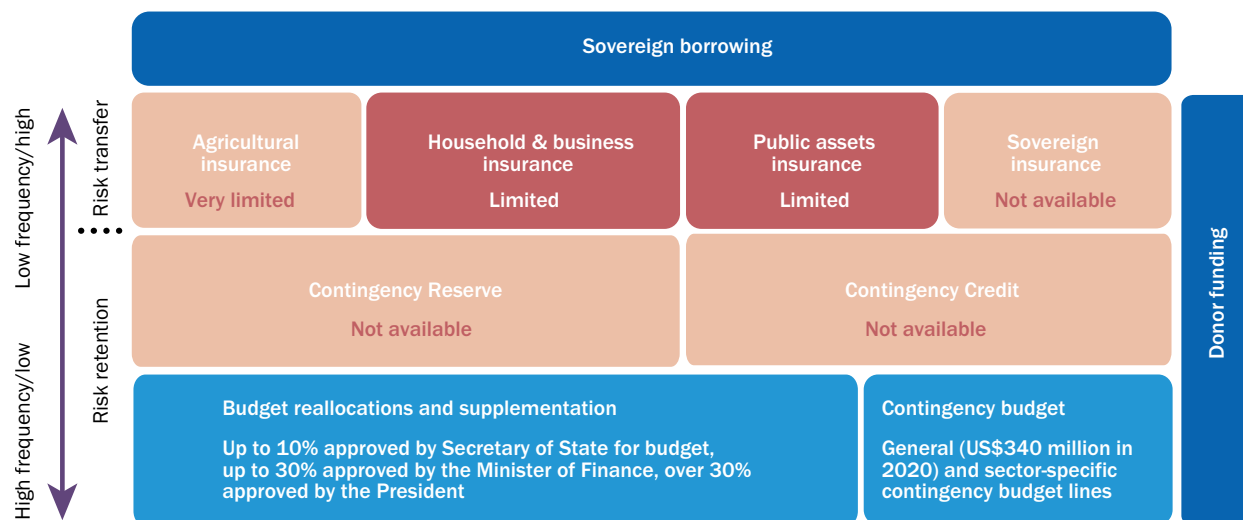 Sovereign borrowing
Low frequency/high
Risk transfer
Agricultural
insurance
Very limited
Household & business
insurance
Limited
Public assets
insurance
Limited
Sovereign
insurance
Not available
Donor funding
High frequency/low
Risk retention
Contingency Reserve
Not available
Contingency Credit
Not available
Budget reallocations and supplementation
Up to 10% approved by Secretary of State for budget,
up to 30% approved by the Minister of Finance, over 30%
approved by the President
Contingency budget
General (US$340 million in
2020) and sector-specific
contingency budget lines